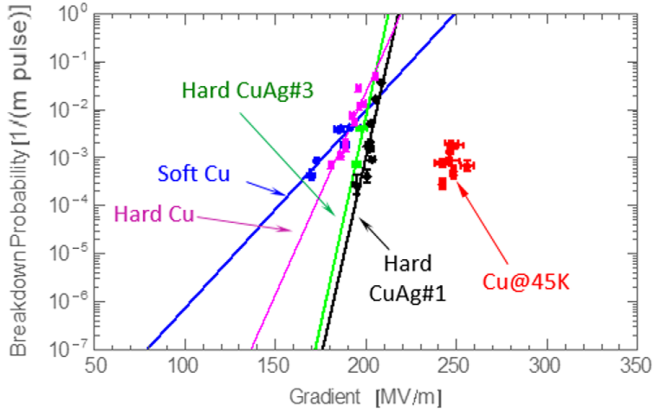 Breakdown Probability [1/(m pulse)]
10⁰
10⁻¹
10⁻²
10⁻³
10⁻⁴
10⁻⁵
10⁻⁶
10⁻⁷
Hard CuAg#3
Soft Cu
Hard Cu
Hard
CuAg#1
Cu@45K
50 100 150 200 250 300 350
Gradient [MV/m]